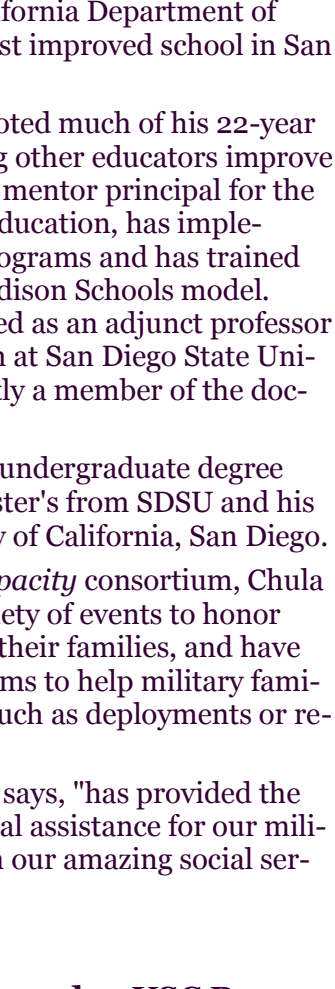 fornia Department of
st improved school in San
oted much of his 22-year
g other educators improve
mentor principal for the
ducation, has imple-
ograms and has trained
dison Schools model.
ed as an adjunct professor
n at San Diego State Uni-
tly a member of the doc-
undergraduate degree
ster's from SDSU and his
y of California, San Diego.
pacity consortium, Chula
iety of events to honor
their families, and have
ms to help military fami-
uch as deployments or re-
says, "has provided the
al assistance for our mili-
n our amazing social ser-